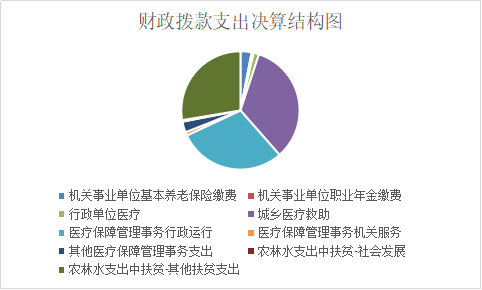 财政拨款支出决算结构图
机关事业单位基本养老保险缴费
机关事业单位职业年金缴费
行政单位医疗
城乡医疗救助
医疗保障管理事务行政运行
医疗保障管理事务机关服务
其他医疗保障管理事务支出
农林水支出中扶贫-社会发展
农林水支出中扶贫-其他扶贫支出